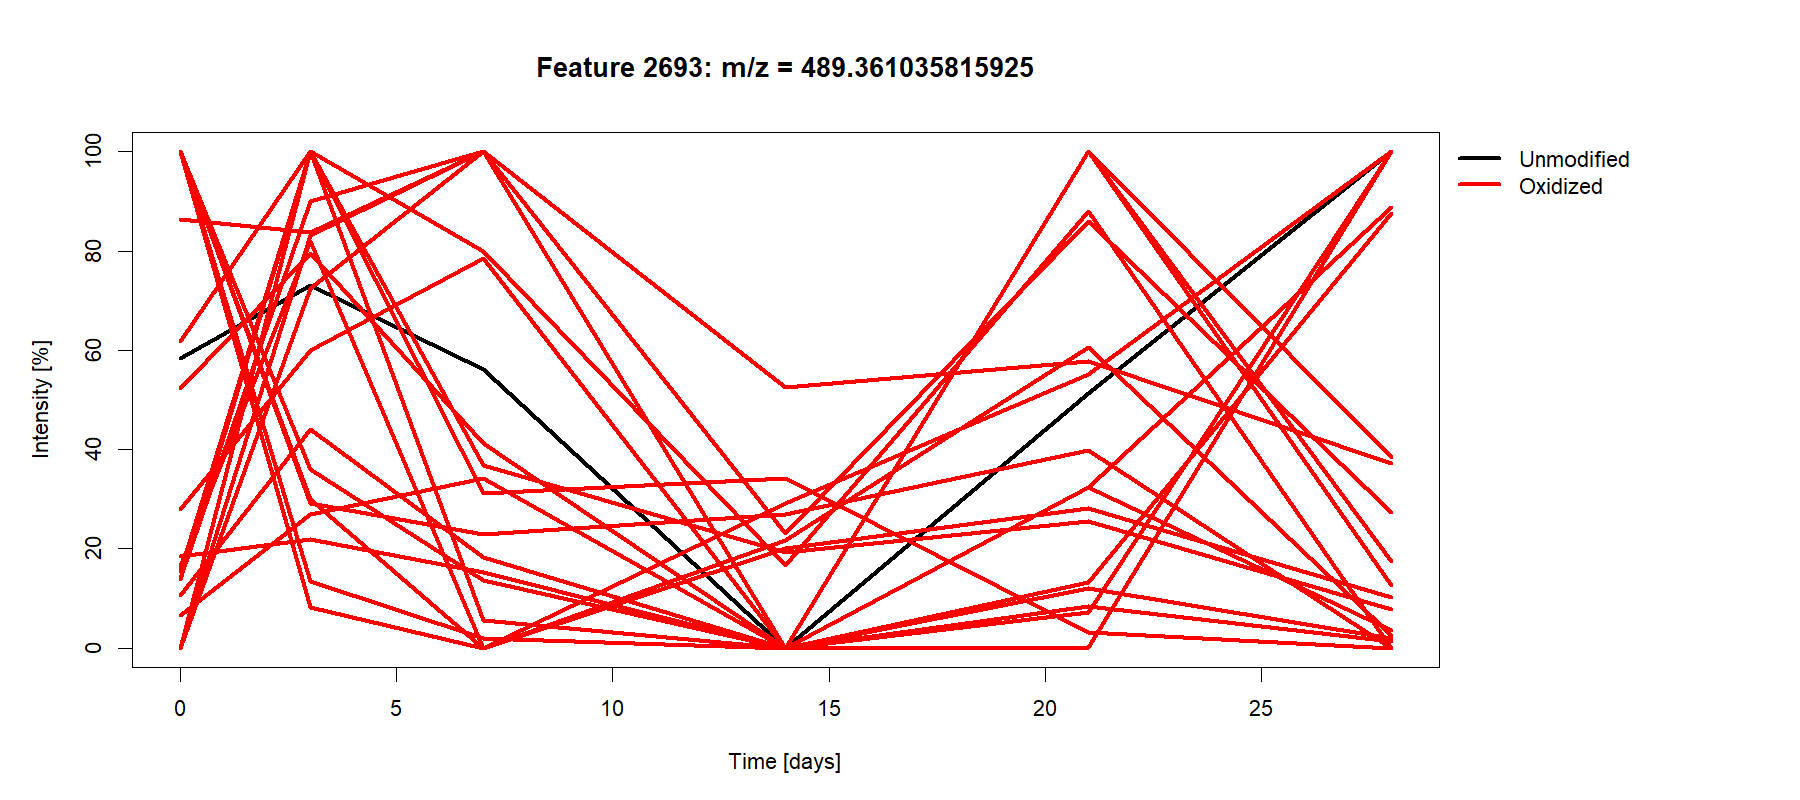 Feature 2693: m/z = 489.361035815925
Unmodified
Oxidized
Intensity [%]
100
80
60
40
20
0
0 5 10 15 20 25
Time [days]